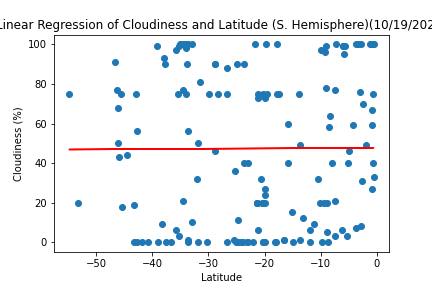 Linear Regression of Cloudiness and Latitude (S. Hemisphere)(10/19/202
100
80
60
40
20
0
Cloudiness (%)
−50 −40 −30 −20 −10 0
Latitude